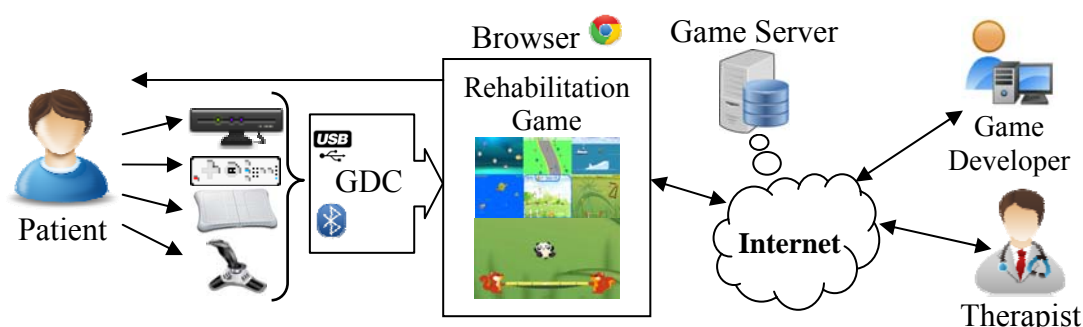 Patient
USB
GDC
Browser
Rehabilitation
Game
Game Server
Internet
Game
Developer
Therapist